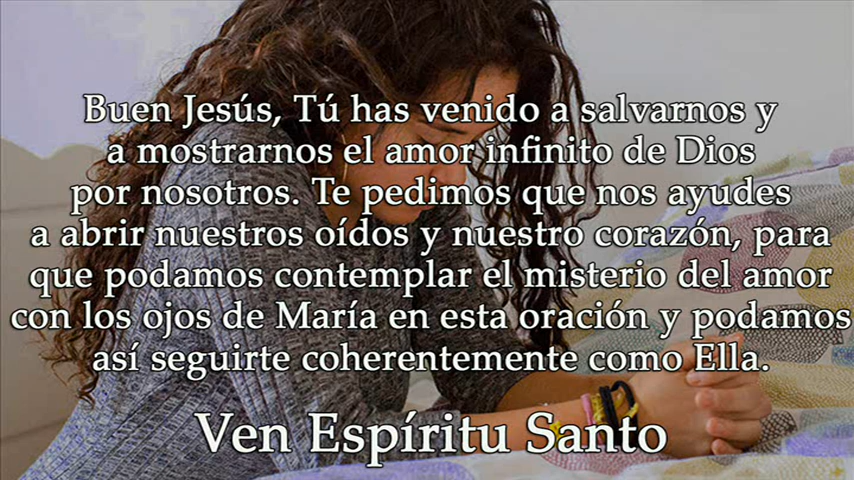 Buen Jesús, Tú has venido a salvarnos y
a mostrarnos el amor infinito de Dios
por nosotros. Te pedimos que nos ayudes
a abrir nuestros oídos y nuestro corazón, para
que podamos contemplar el misterio del amor
con los ojos de María en esta oración y podamos
así seguirte coherentemente como Ella.
Ven Espíritu Santo